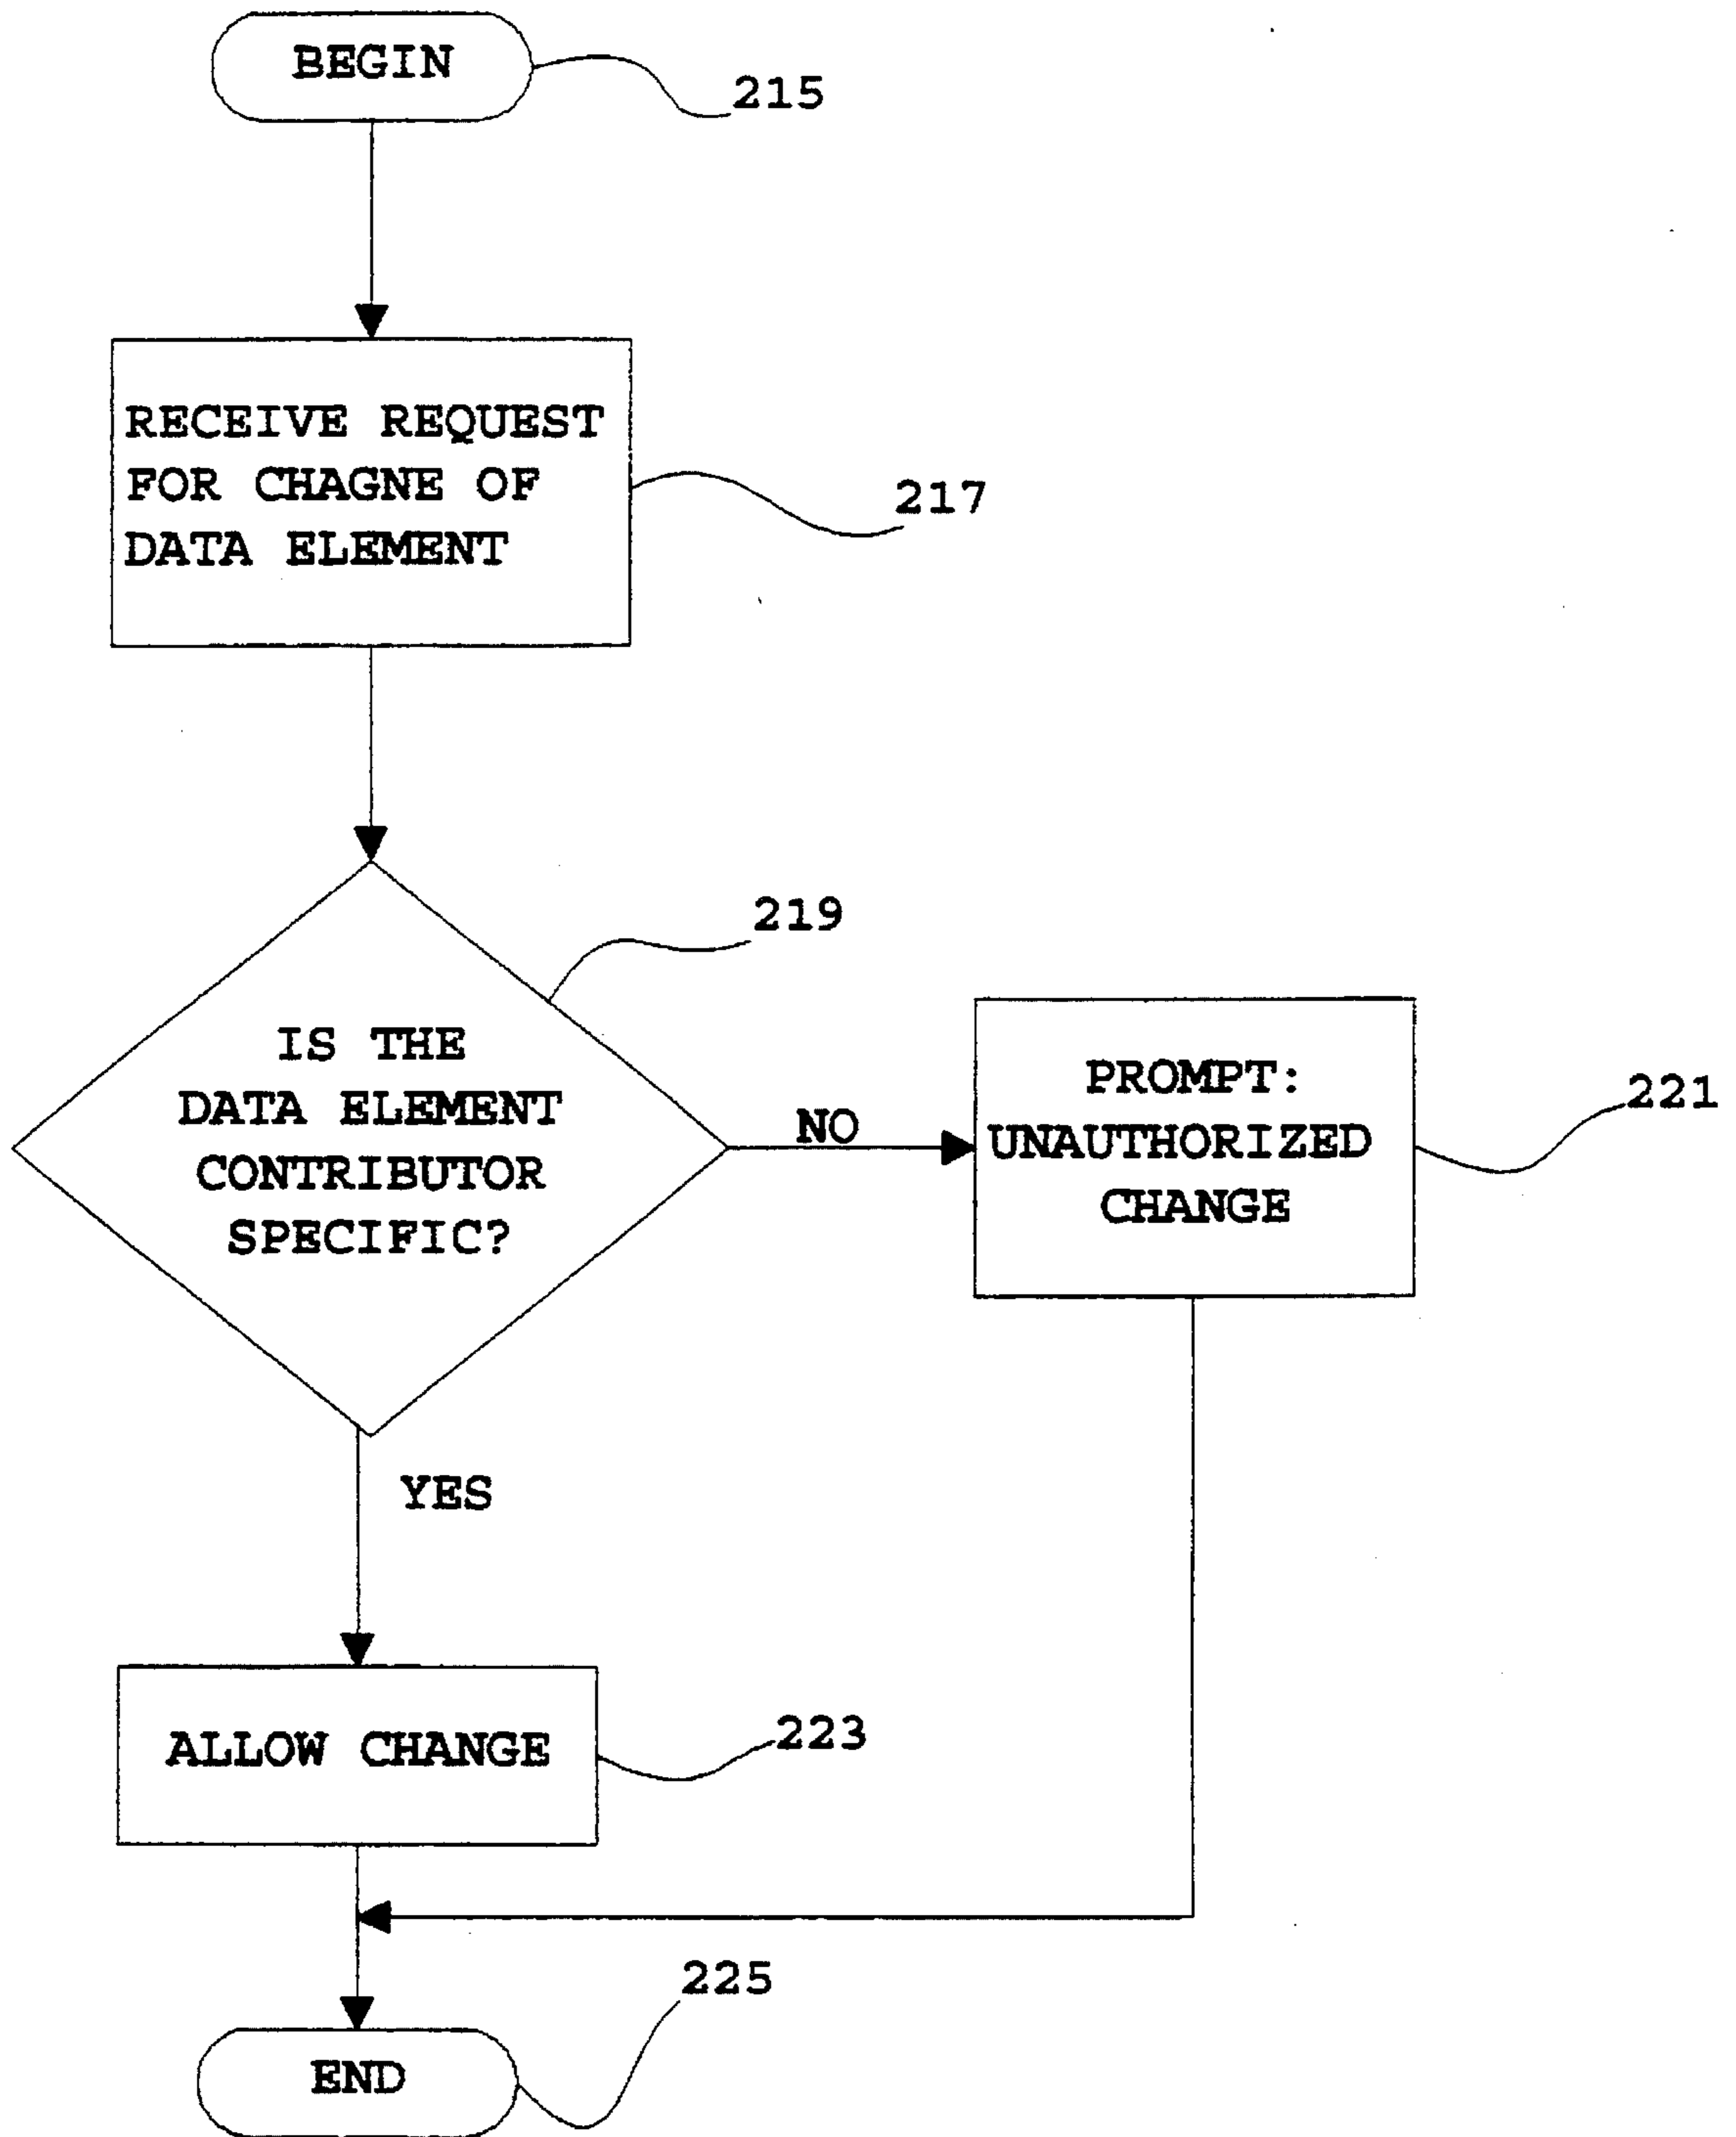 BEGIN
215
RECEIVE REQUEST
FOR CHAGNE OF
DATA ELEMENT
217
219
IS THE
DATA ELEMENT
CONTRIBUTOR
SPECIFIC?
NO
PROMPT:
UNAUTHORIZED
CHANGE
221
YES
ALLOW CHANGE
223
225
END